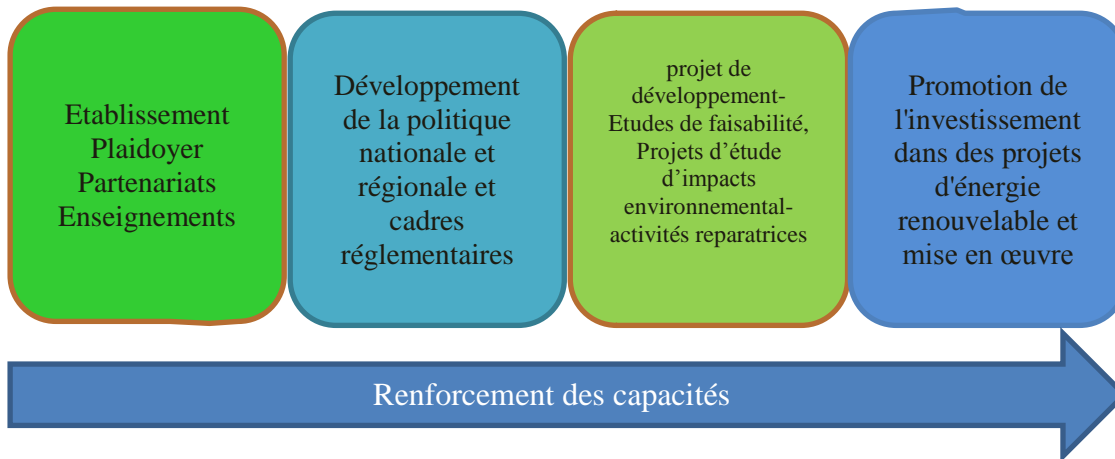 Etablissement
Plaidoyer
Partenariats
Enseignements
Développement
de la politique
nationale et
régionale et
cadres
réglementaires
projet de
développement-
Etudes de faisabilité,
Projets d’étude
d’impacts
environnemental-
activités reparatrices
Promotion de
l'investissement
dans des projets
d'énergie
renouvelable et
mise en œuvre
Renforcement des capacités